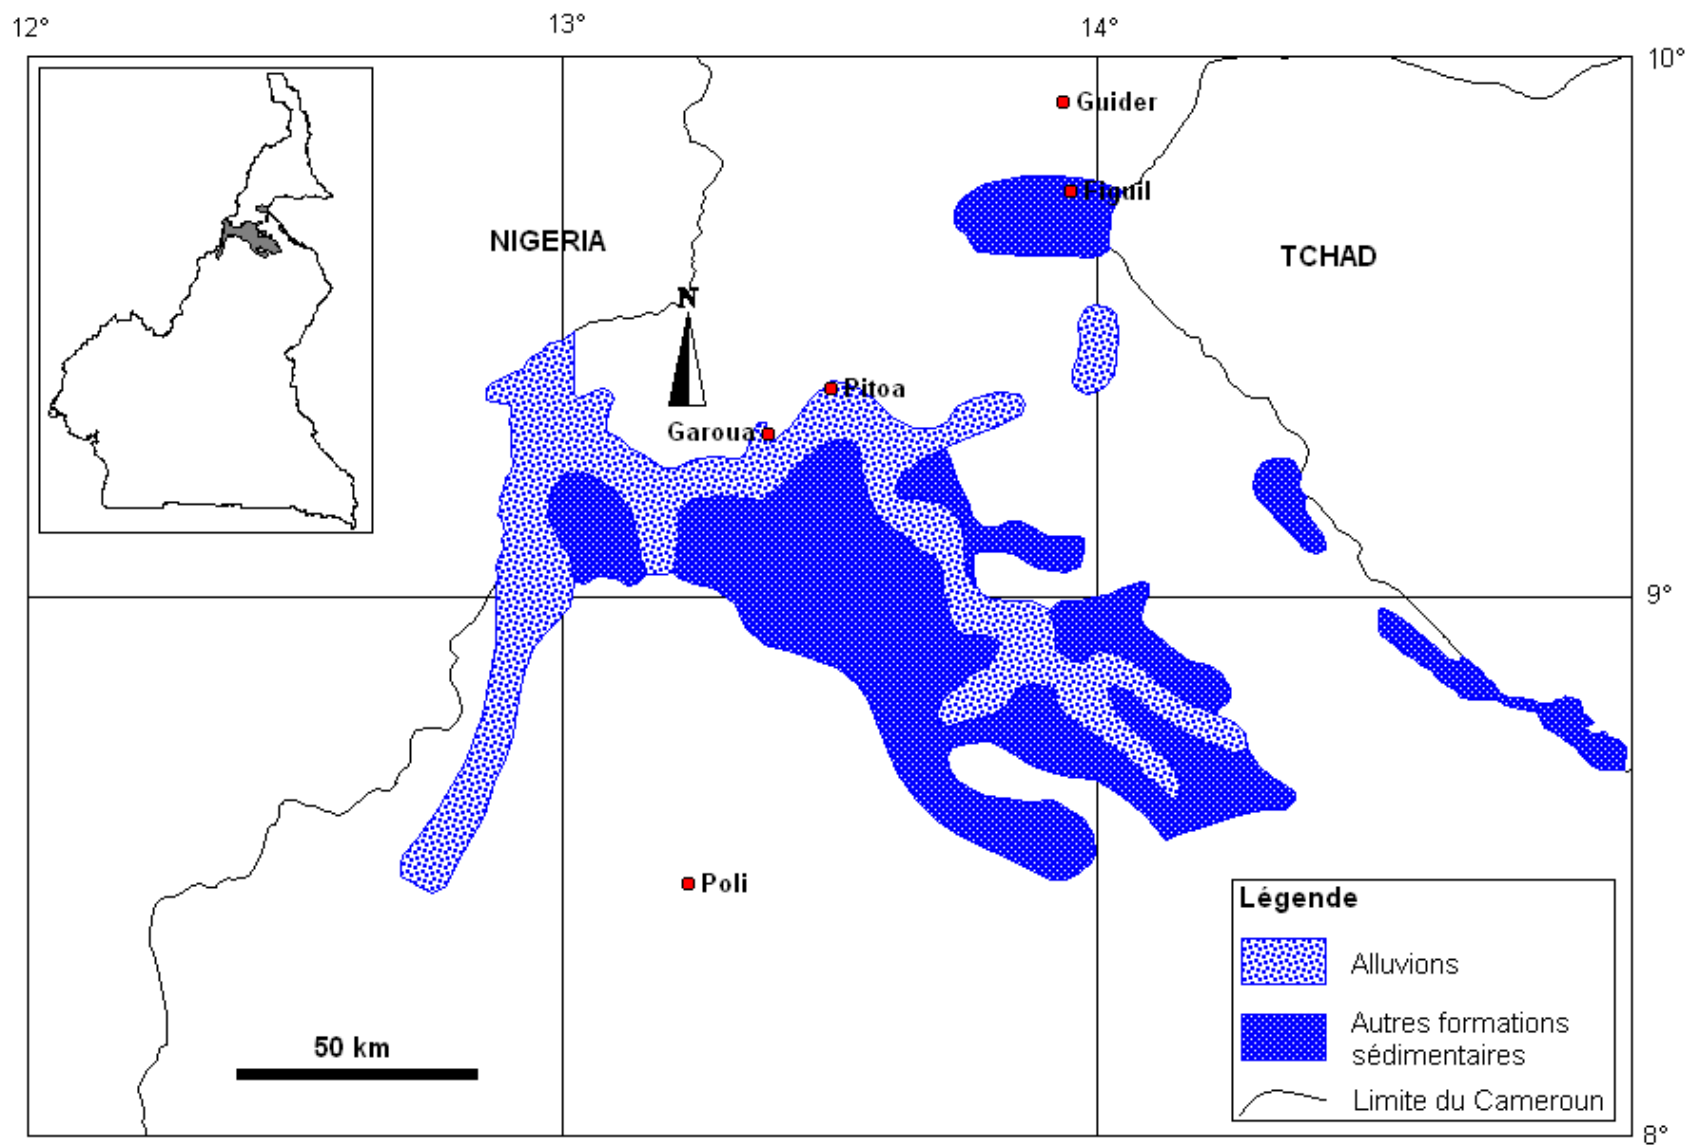 12° 13° 14°
10°
Guider
Figuil
NIGERIA
TCHAD
N
Pitoa
Garoua
9°
Poli
Légende
Alluvions
Autres formations
sédimentaires
Limite du Cameroun
50 km
8°